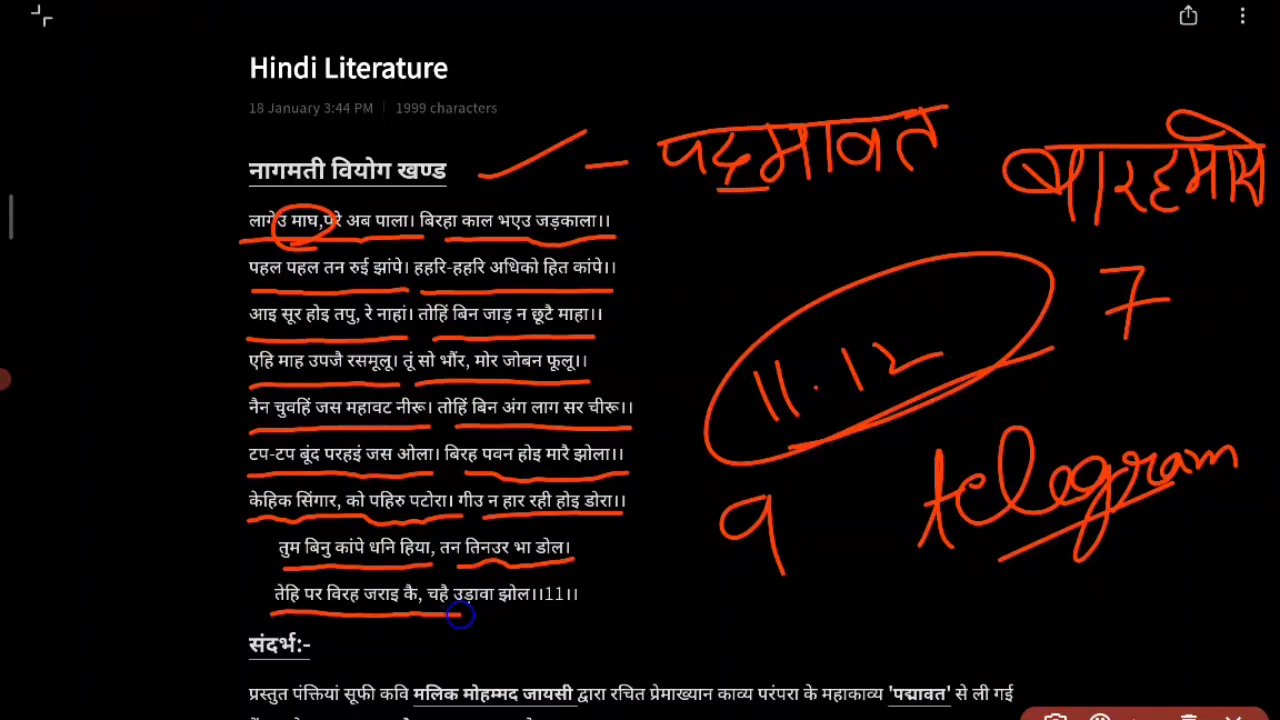 Hindi Literature
18 January 3:44 PM | 1999 characters
नागमती वियोग खण्ड
– पदमावत
बारहमासे
लागेउ माघ,परे अब पाला। बिरहा काल भएउ जड़काला।।
पहल पहल तन रुई झांपे। हहरि-हहरि अधिको हित कांपे।।
7
आइ सूर होइ तपु, रे नाहां। तोहिं बिन जाड़ न छूटै माहा।।
एहि माह उपजै रसमूलू। तूं सो भौंर, मोर जोबन फूलू।।
11.12
नैन चुवहिं जस महावट नीरू। तोहिं बिन अंग लाग सर चीरू।।
टप-टप बूंद परहइं जस ओला। बिरह पवन होइ मारै झोला।।
telegram
केहिक सिंगार, को पहिरु पटोरा। गीउ न हार रही होइ डोरा।।
9
तुम बिनु कांपे धनि हिया, तन तिनउर भा डोल।
तेहि पर विरह जराइ कै, चहै उड़ावा झोल।।11।।
संदर्भ:-
प्रस्तुत पंक्तियां सूफी कवि मलिक मोहम्मद जायसी द्वारा रचित प्रेमाख्यान काव्य परंपरा के महाकाव्य 'पद्मावत' से ली गई